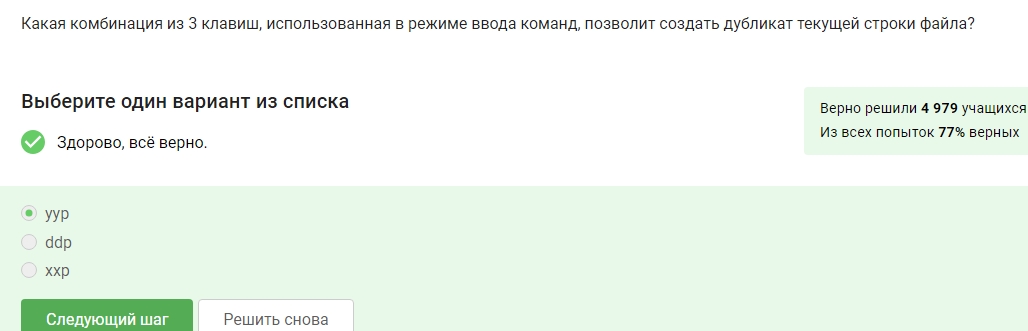 Какая комбинация из 3 клавиш, использованная в режиме ввода команд, позволит создать дубликат текущей строки файла?
Выберите один вариант из списка
Здорово, всё верно.
Верно решили 4 979 учащихся
Из всех попыток 77% верных
yyp
ddp
xxp
Следующий шаг
Решить снова